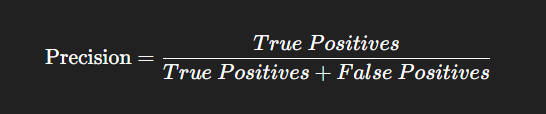 Precision = True Positives / True Positives + False Positives